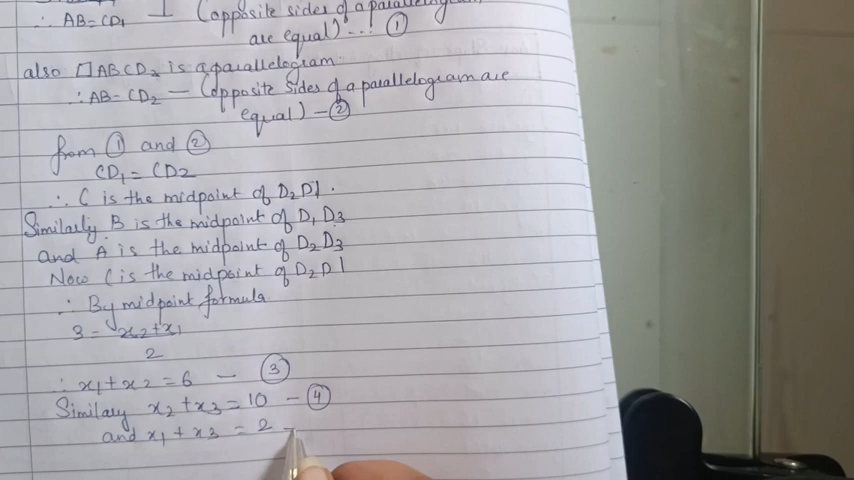 ∴ AB = CD₁ — (opposite sides of a parallelogram
are equal) ... ①
also □ABCD₂ is a parallelogram
∴ AB = CD₂ — (opposite sides of a parallelogram are
equal) — ②
from ① and ②
CD₁ = CD2
∴ C is the midpoint of D₂D1.
Similarly B is the midpoint of D₁D₃
and A is the midpoint of D₂D₃
Now C is the midpoint of D₂D1
∴ By midpoint formula
3 = x₂+x₁
2
∴ x₁+x₂ = 6 — ③
Similary x₂ + x₃ = 10 — ④
and x₁ + x₃ = 2 –